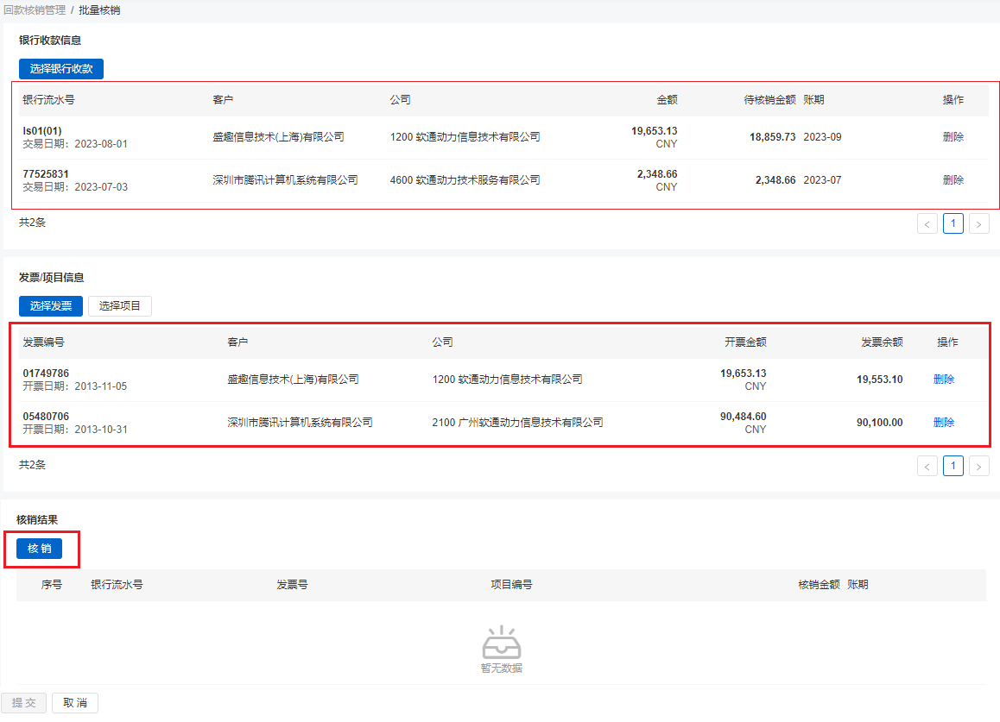 回款核销管理 / 批量核销
银行收款信息
选择银行收款
银行流水号 客户 公司 金额 待核销金额 账期 操作
ls01(01) 盛趣信息技术(上海)有限公司 1200 软通动力信息技术有限公司 19,653.13 18,859.73 2023-09 删除
交易日期: 2023-08-01 CNY
77525831 深圳市腾讯计算机系统有限公司 4600 软通动力技术服务有限公司 2,348.66 2,348.66 2023-07 删除
交易日期: 2023-07-03 CNY
共2条 < 1 >
发票/项目信息
选择发票 选择项目
发票编号 客户 公司 开票金额 发票余额 操作
01749786 盛趣信息技术(上海)有限公司 1200 软通动力信息技术有限公司 19,653.13 19,553.10 删除
开票日期: 2013-11-05 CNY
05480706 深圳市腾讯计算机系统有限公司 2100 广州软通动力信息技术有限公司 90,484.60 90,100.00 删除
开票日期: 2013-10-31 CNY
共2条 < 1 >
核销结果
核 销
序号 银行流水号 发票号 项目编号 核销金额 账期
暂无数据
提 交 取 消